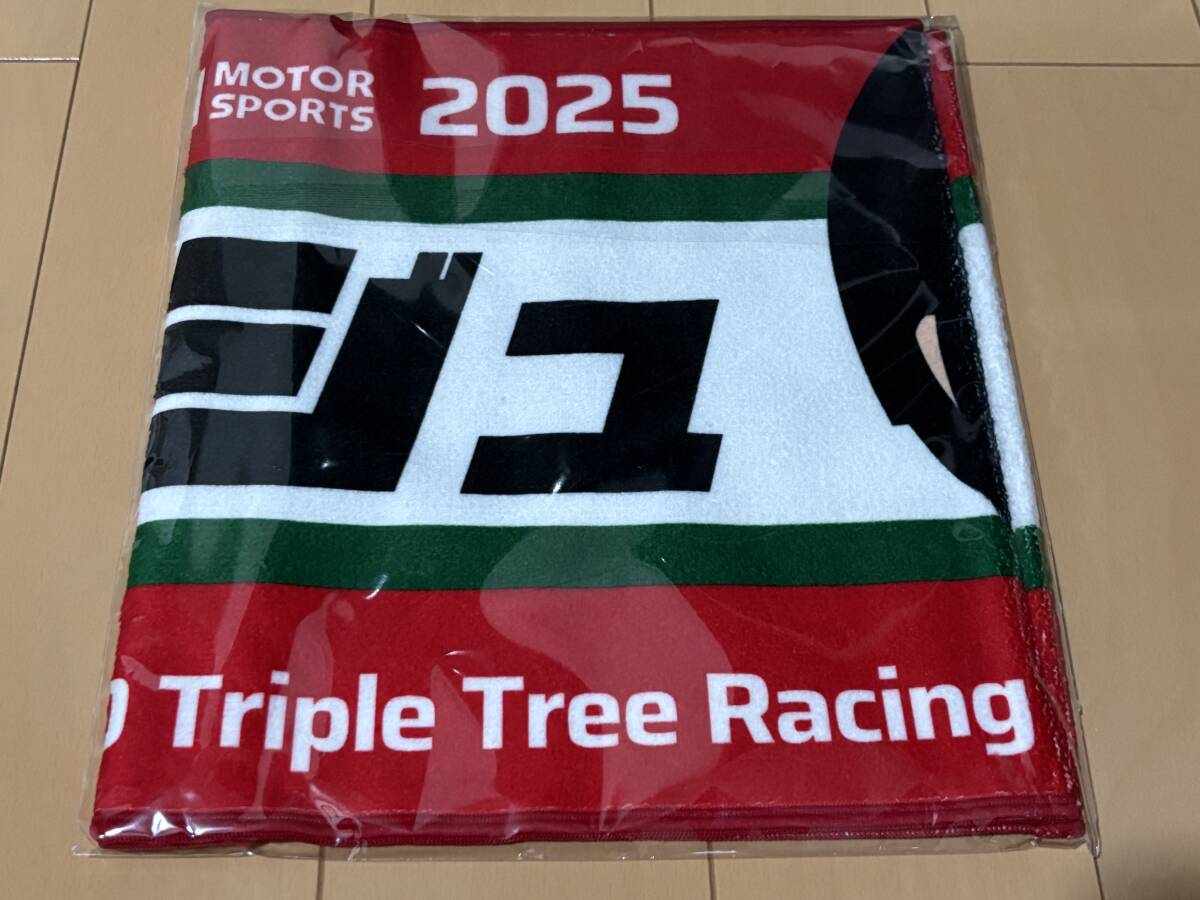 MOTOR
SPORTS
2025
ジュ
Triple Tree Racing